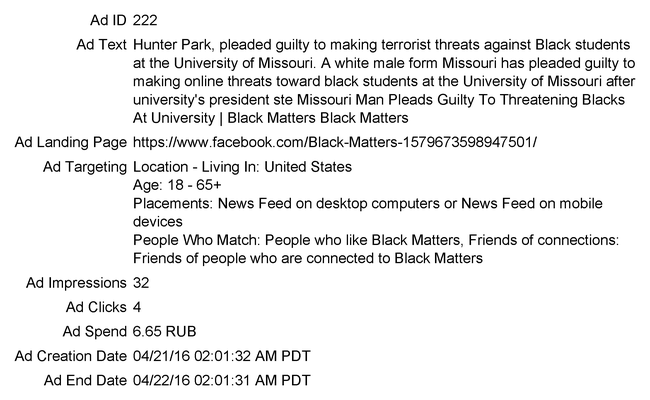 Ad ID 222
Ad Text Hunter Park, pleaded guilty to making terrorist threats against Black students
at the University of Missouri. A white male form Missouri has pleaded guilty to
making online threats toward black students at the University of Missouri after
university's president ste Missouri Man Pleads Guilty To Threatening Blacks
At University | Black Matters Black Matters
Ad Landing Page https://www.facebook.com/Black-Matters-1579673598947501/
Ad Targeting Location - Living In: United States
Age: 18 - 65+
Placements: News Feed on desktop computers or News Feed on mobile
devices
People Who Match: People who like Black Matters, Friends of connections:
Friends of people who are connected to Black Matters
Ad Impressions 32
Ad Clicks 4
Ad Spend 6.65 RUB
Ad Creation Date 04/21/16 02:01:32 AM PDT
Ad End Date 04/22/16 02:01:31 AM PDT